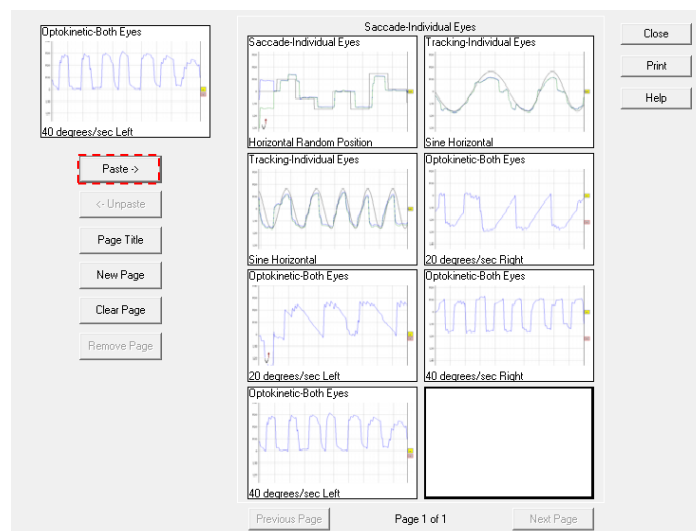 Optokinetic-Both Eyes
40 degrees/sec Left
Paste ->
<- Unpaste
Page Title
New Page
Clear Page
Remove Page
Saccade-Individual Eyes
Saccade-Individual Eyes
Horizontal Random Position
Tracking-Individual Eyes
Sine Horizontal
Tracking-Individual Eyes
Sine Horizontal
Optokinetic-Both Eyes
20 degrees/sec Right
Optokinetic-Both Eyes
20 degrees/sec Left
Optokinetic-Both Eyes
40 degrees/sec Right
Optokinetic-Both Eyes
40 degrees/sec Left
Previous Page
Page 1 of 1
Next Page
Close
Print
Help